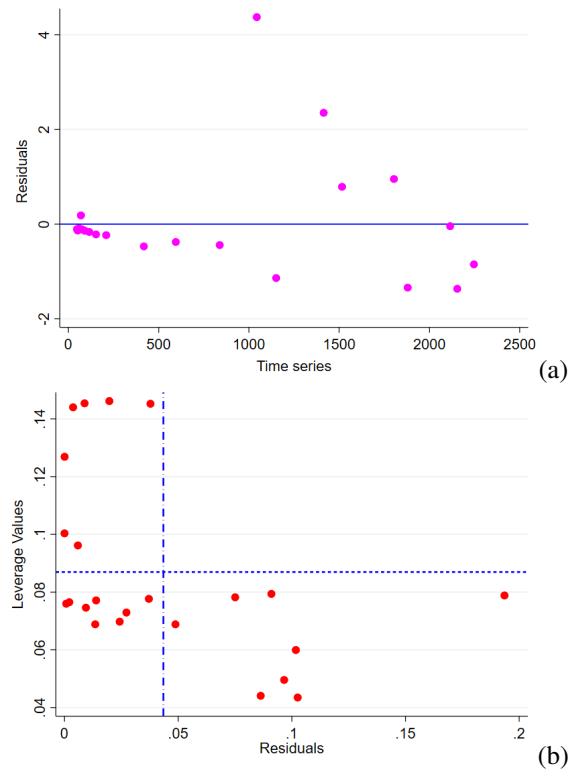 4
2
0
-2
Residuals
0 500 1000 1500 2000 2500
Time series
(a)
.14
.12
.1
.08
.06
.04
Leverage Values
0 .05 .1 .15 .2
Residuals
(b)